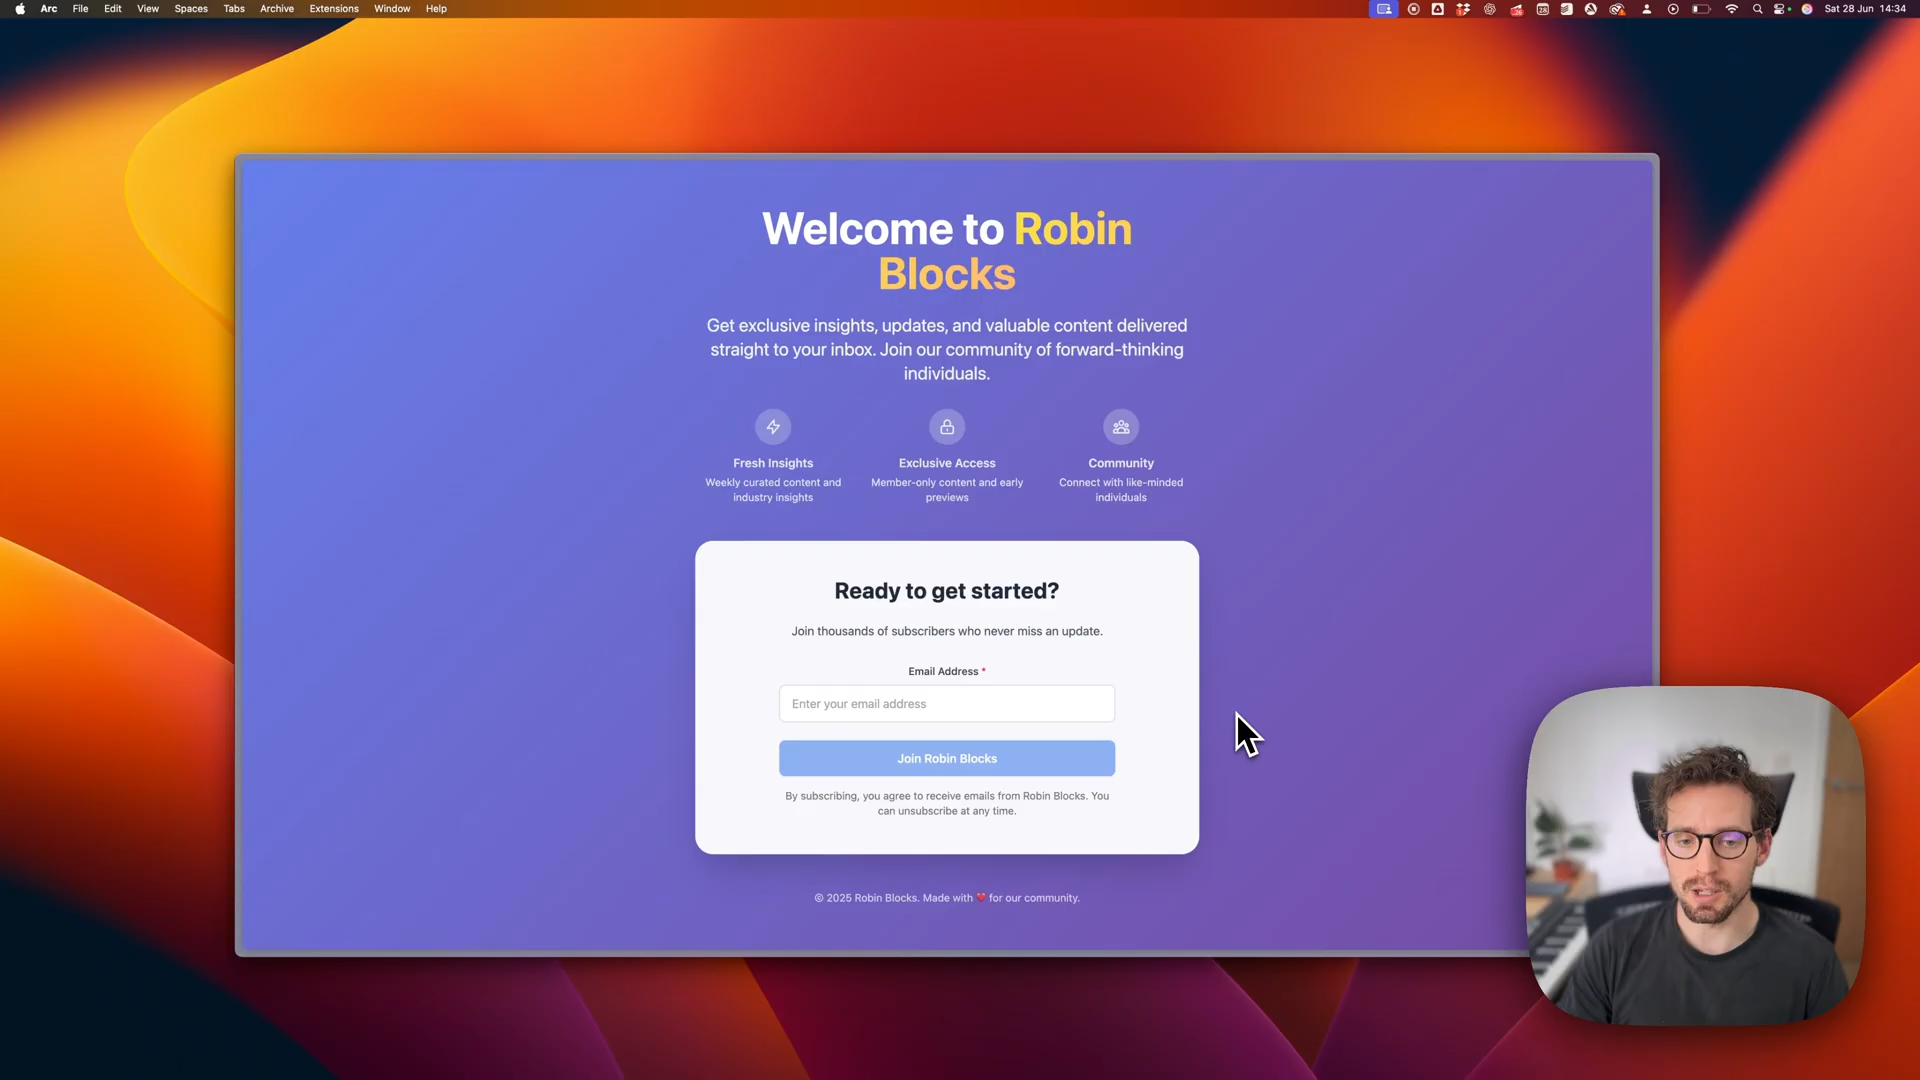 Arc File Edit View Spaces Tabs Archive Extensions Window Help
Sat 28 Jun 14:34
Welcome to Robin
Blocks
Get exclusive insights, updates, and valuable content delivered
straight to your inbox. Join our community of forward-thinking
individuals.
Fresh Insights
Weekly curated content and
industry insights
Exclusive Access
Member-only content and early
previews
Community
Connect with like-minded
individuals
Ready to get started?
Join thousands of subscribers who never miss an update.
Email Address *
Enter your email address
Join Robin Blocks
By subscribing, you agree to receive emails from Robin Blocks. You
can unsubscribe at any time.
© 2025 Robin Blocks. Made with ❤️ for our community.